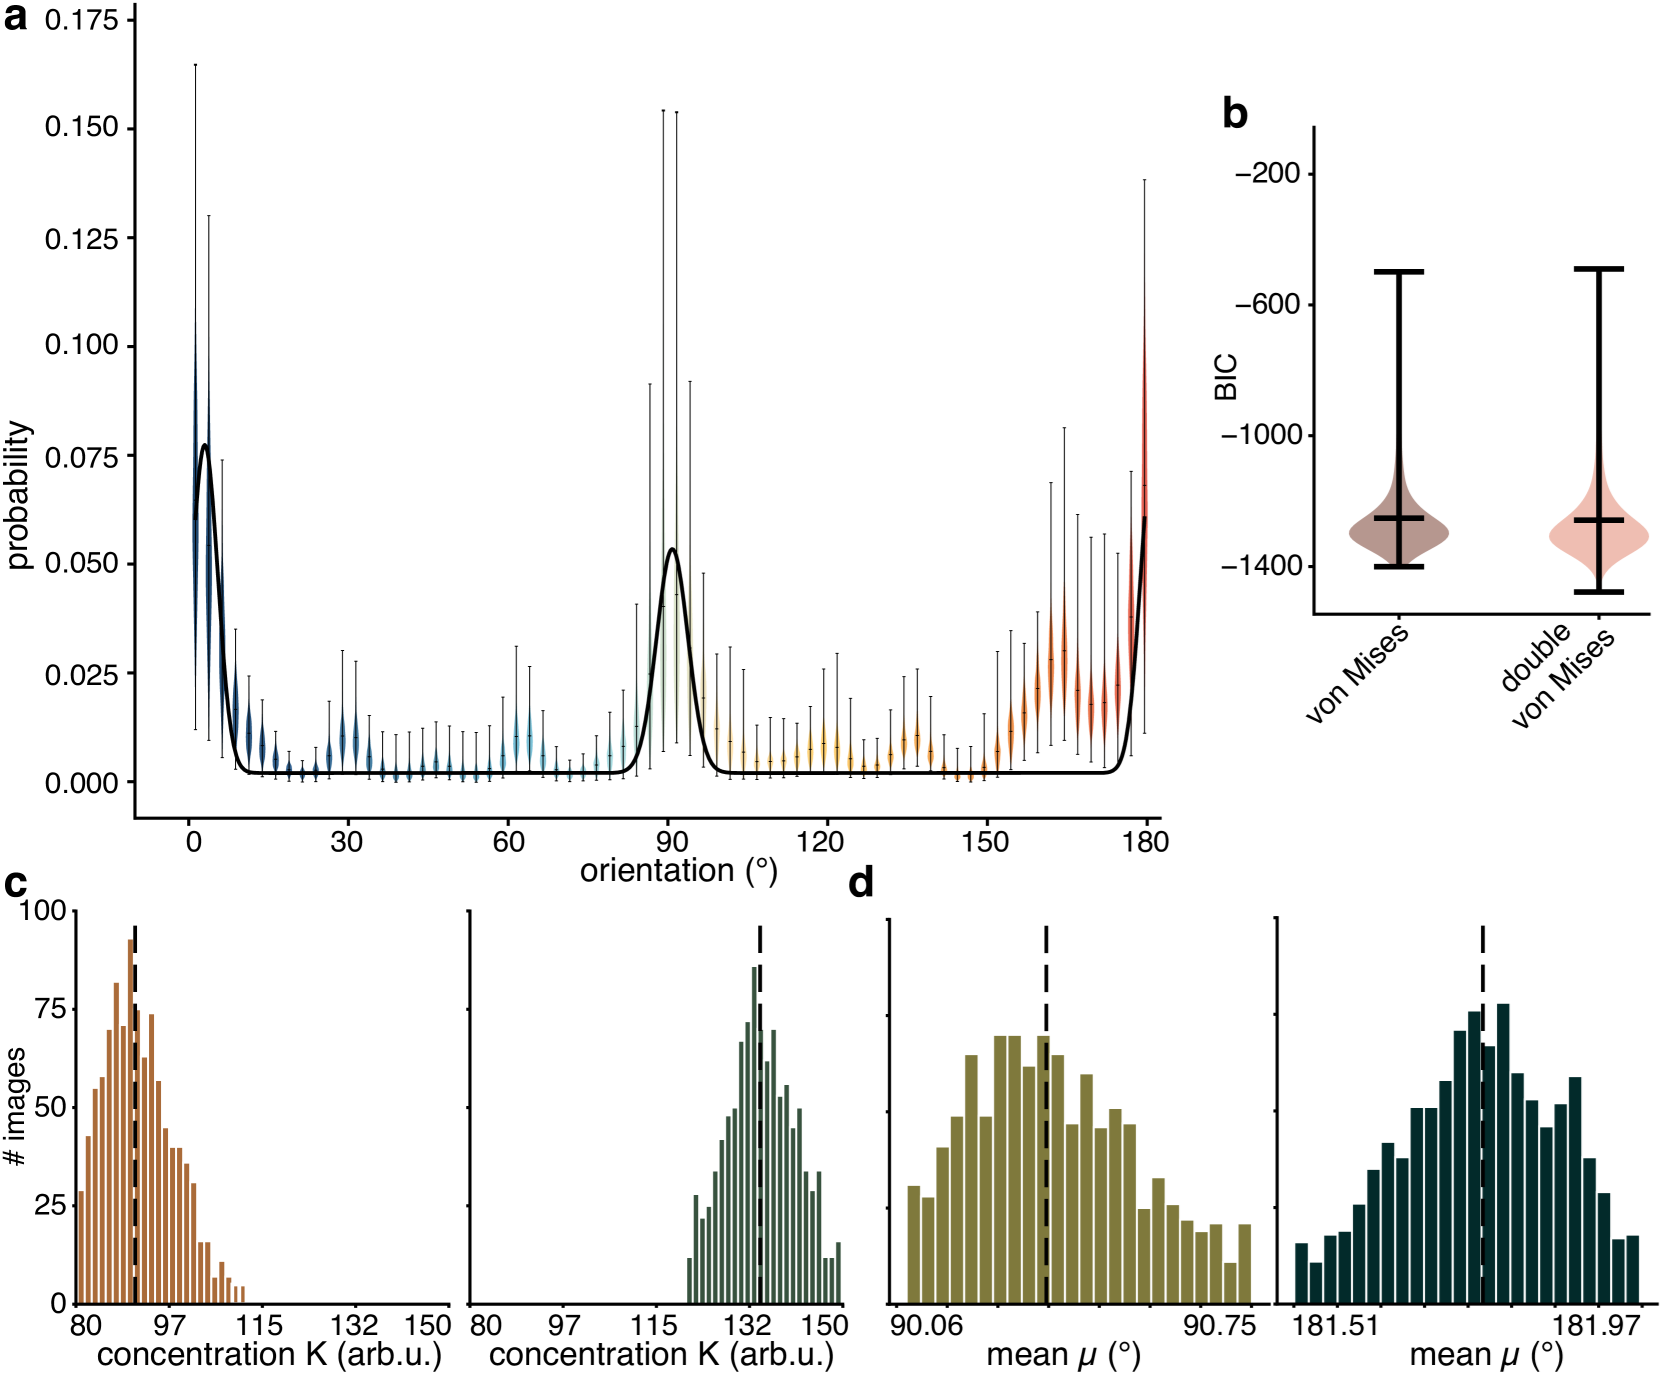 a
0.175
0.150
0.125
0.100
0.075
0.050
0.025
0.000
probability
0 30 60 90 120 150 180
orientation (°)
b
−200
−600
−1000
−1400
BIC
von Mises
double
von Mises
c
100
75
50
25
0
# images
80 97 115 132 150
concentration K (arb.u.)
80 97 115 132 150
concentration K (arb.u.)
d
90.06 90.75
mean µ (°)
181.51 181.97
mean µ (°)